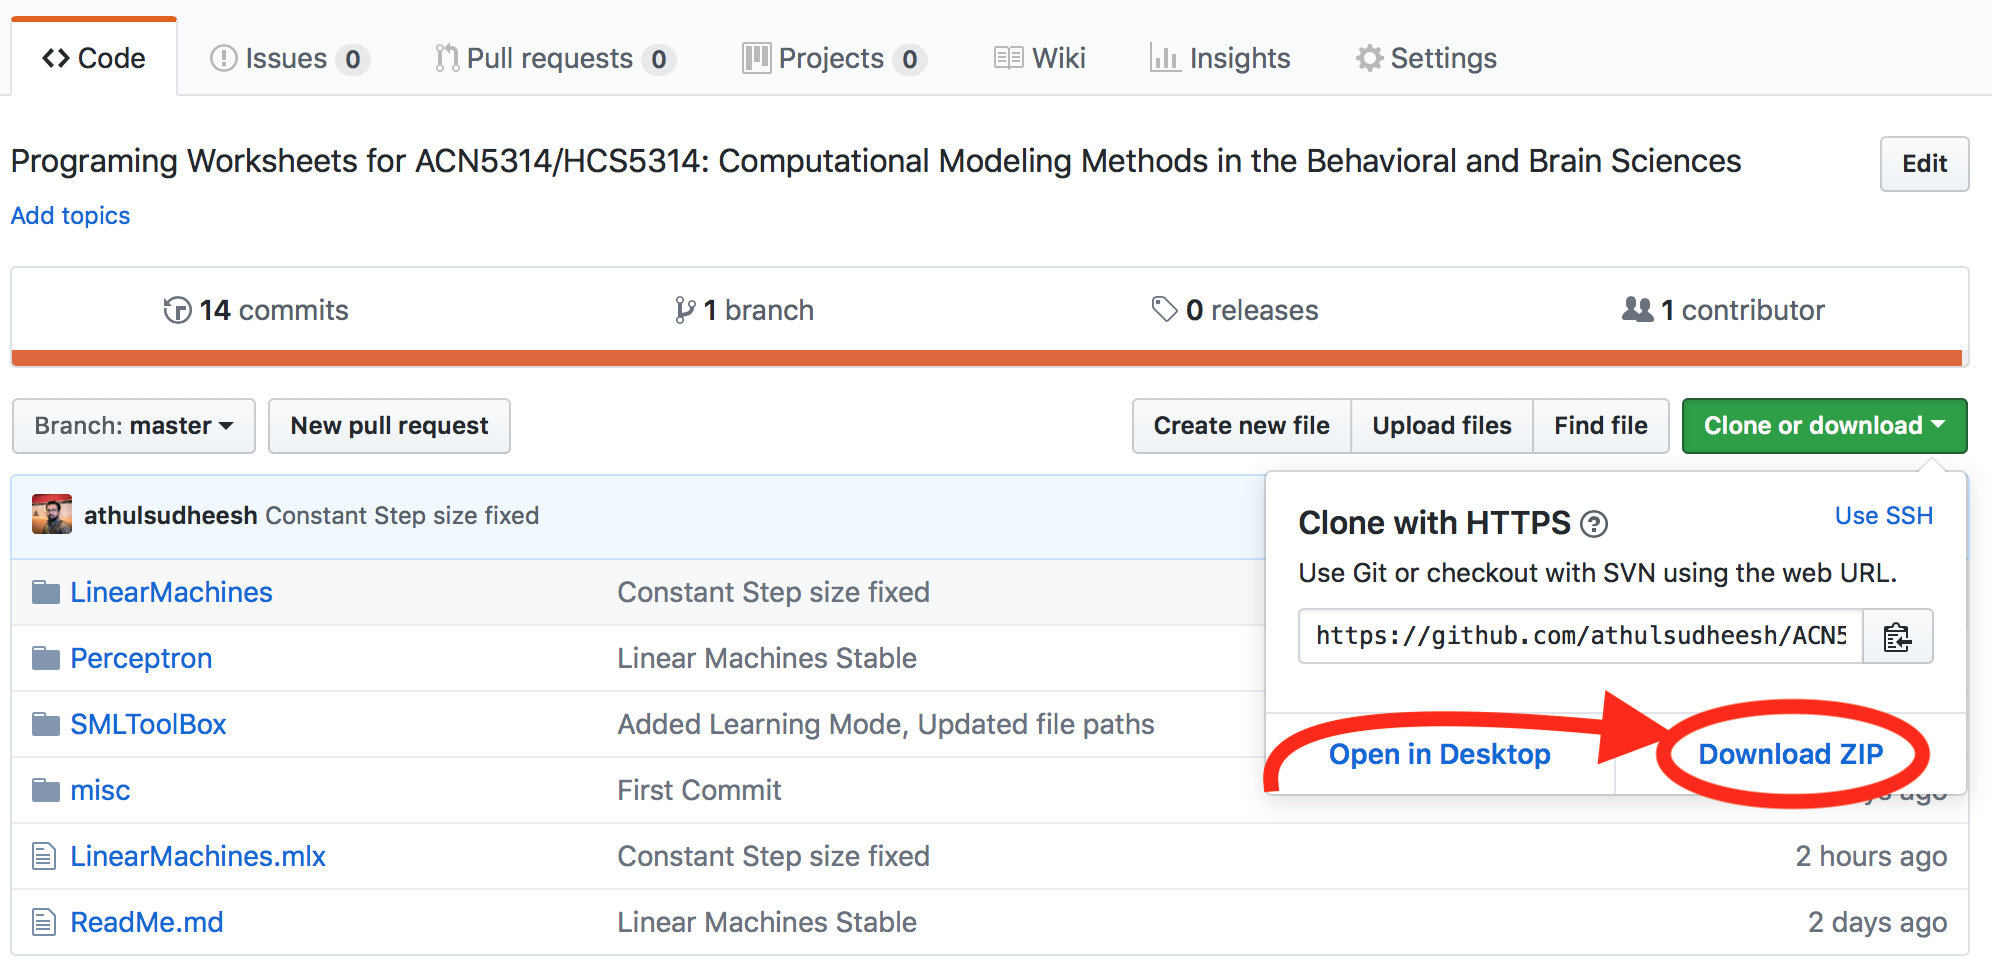 Code Issues 0 Pull requests 0 Projects 0 Wiki Insights Settings
Programing Worksheets for ACN5314/HCS5314: Computational Modeling Methods in the Behavioral and Brain Sciences Edit
Add topics
14 commits 1 branch 0 releases 1 contributor
Branch: master New pull request Create new file Upload files Find file Clone or download
athulsudheesh Constant Step size fixed
Clone with HTTPS ? Use SSH
Use Git or checkout with SVN using the web URL.
https://github.com/athulsudheesh/ACN5
Open in Desktop Download ZIP
LinearMachines Constant Step size fixed
Perceptron Linear Machines Stable
SMLToolBox Added Learning Mode, Updated file paths
misc First Commit ago
LinearMachines.mlx Constant Step size fixed 2 hours ago
ReadMe.md Linear Machines Stable 2 days ago